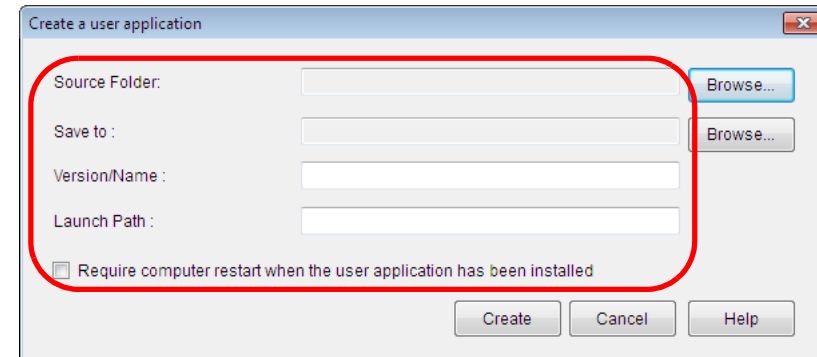 Create a user application
Source Folder:
Browse...
Save to :
Browse...
Version/Name :
Launch Path :
Require computer restart when the user application has been installed
Create Cancel Help